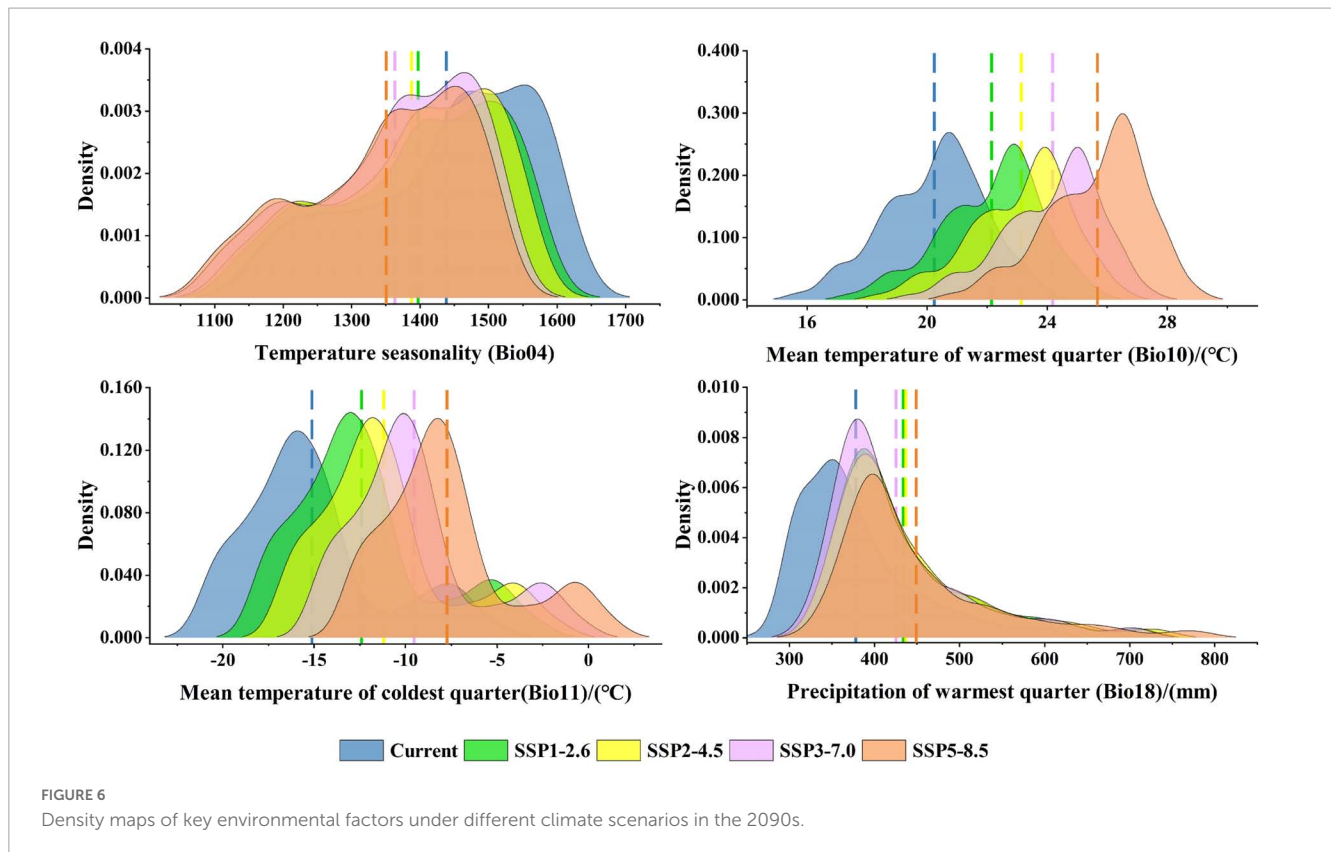 0.004
0.003
0.002
0.001
0.000
Density
1100 1200 1300 1400 1500 1600 1700
Temperature seasonality (Bio04)
0.400
0.300
0.200
0.100
0.000
Density
16 20 24 28
Mean temperature of warmest quarter (Bio10)/(°C)
0.160
0.120
0.080
0.040
0.000
Density
-20 -15 -10 -5 0
Mean temperature of coldest quarter(Bio11)/(°C)
0.010
0.008
0.006
0.004
0.002
0.000
Density
300 400 500 600 700 800
Precipitation of warmest quarter (Bio18)/(mm)
Current SSP1-2.6 SSP2-4.5 SSP3-7.0 SSP5-8.5
FIGURE 6
Density maps of key environmental factors under different climate scenarios in the 2090s.